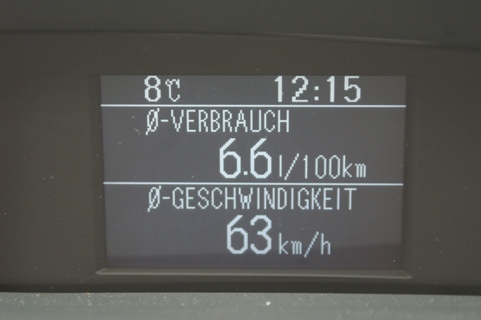 8℃ 12:15
Ø-VERBRAUCH
6.6 l/100km
Ø-GESCHWINDIGKEIT
63 km/h